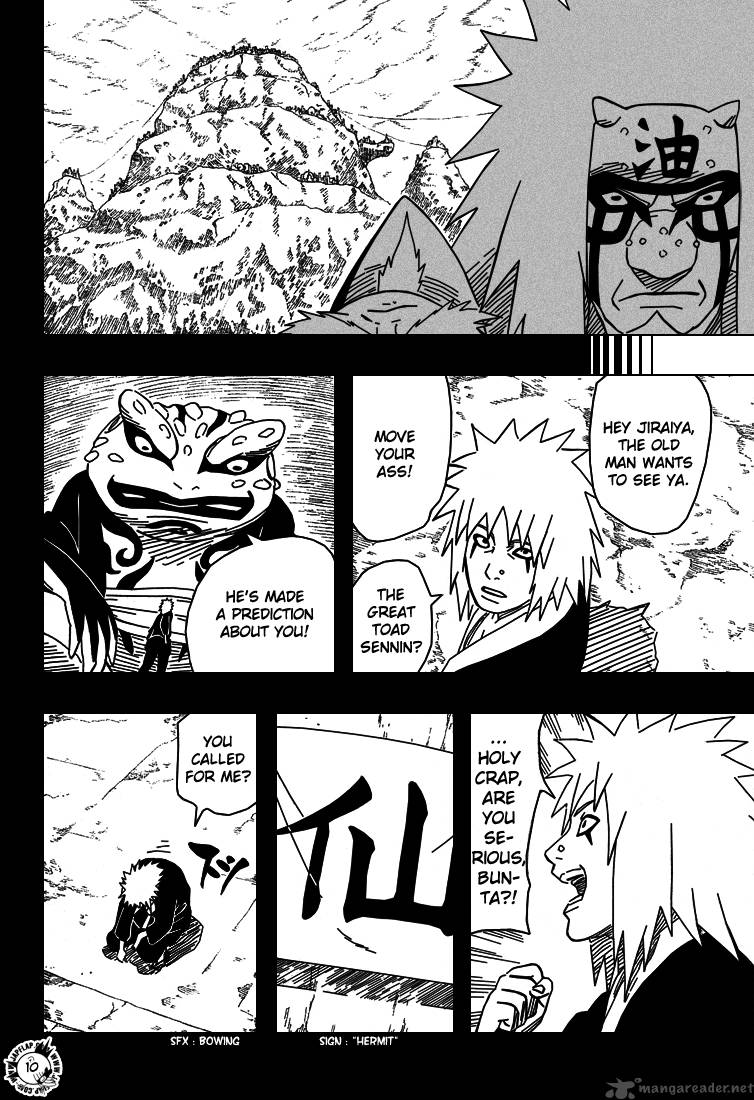 油
HEY JIRAIYA,
THE OLD
MAN WANTS
TO SEE YA.
MOVE
YOUR
ASS!
THE
GREAT
TOAD
SENNIN?
HE'S MADE
A PREDICTION
ABOUT YOU!
...
HOLY
CRAP,
ARE
YOU
SE-
RIOUS,
BUN-
TA?!
仙
YOU
CALLED
FOR ME?
ズッ
SFX : BOWING
SIGN : "HERMIT"
10
mangareader.net